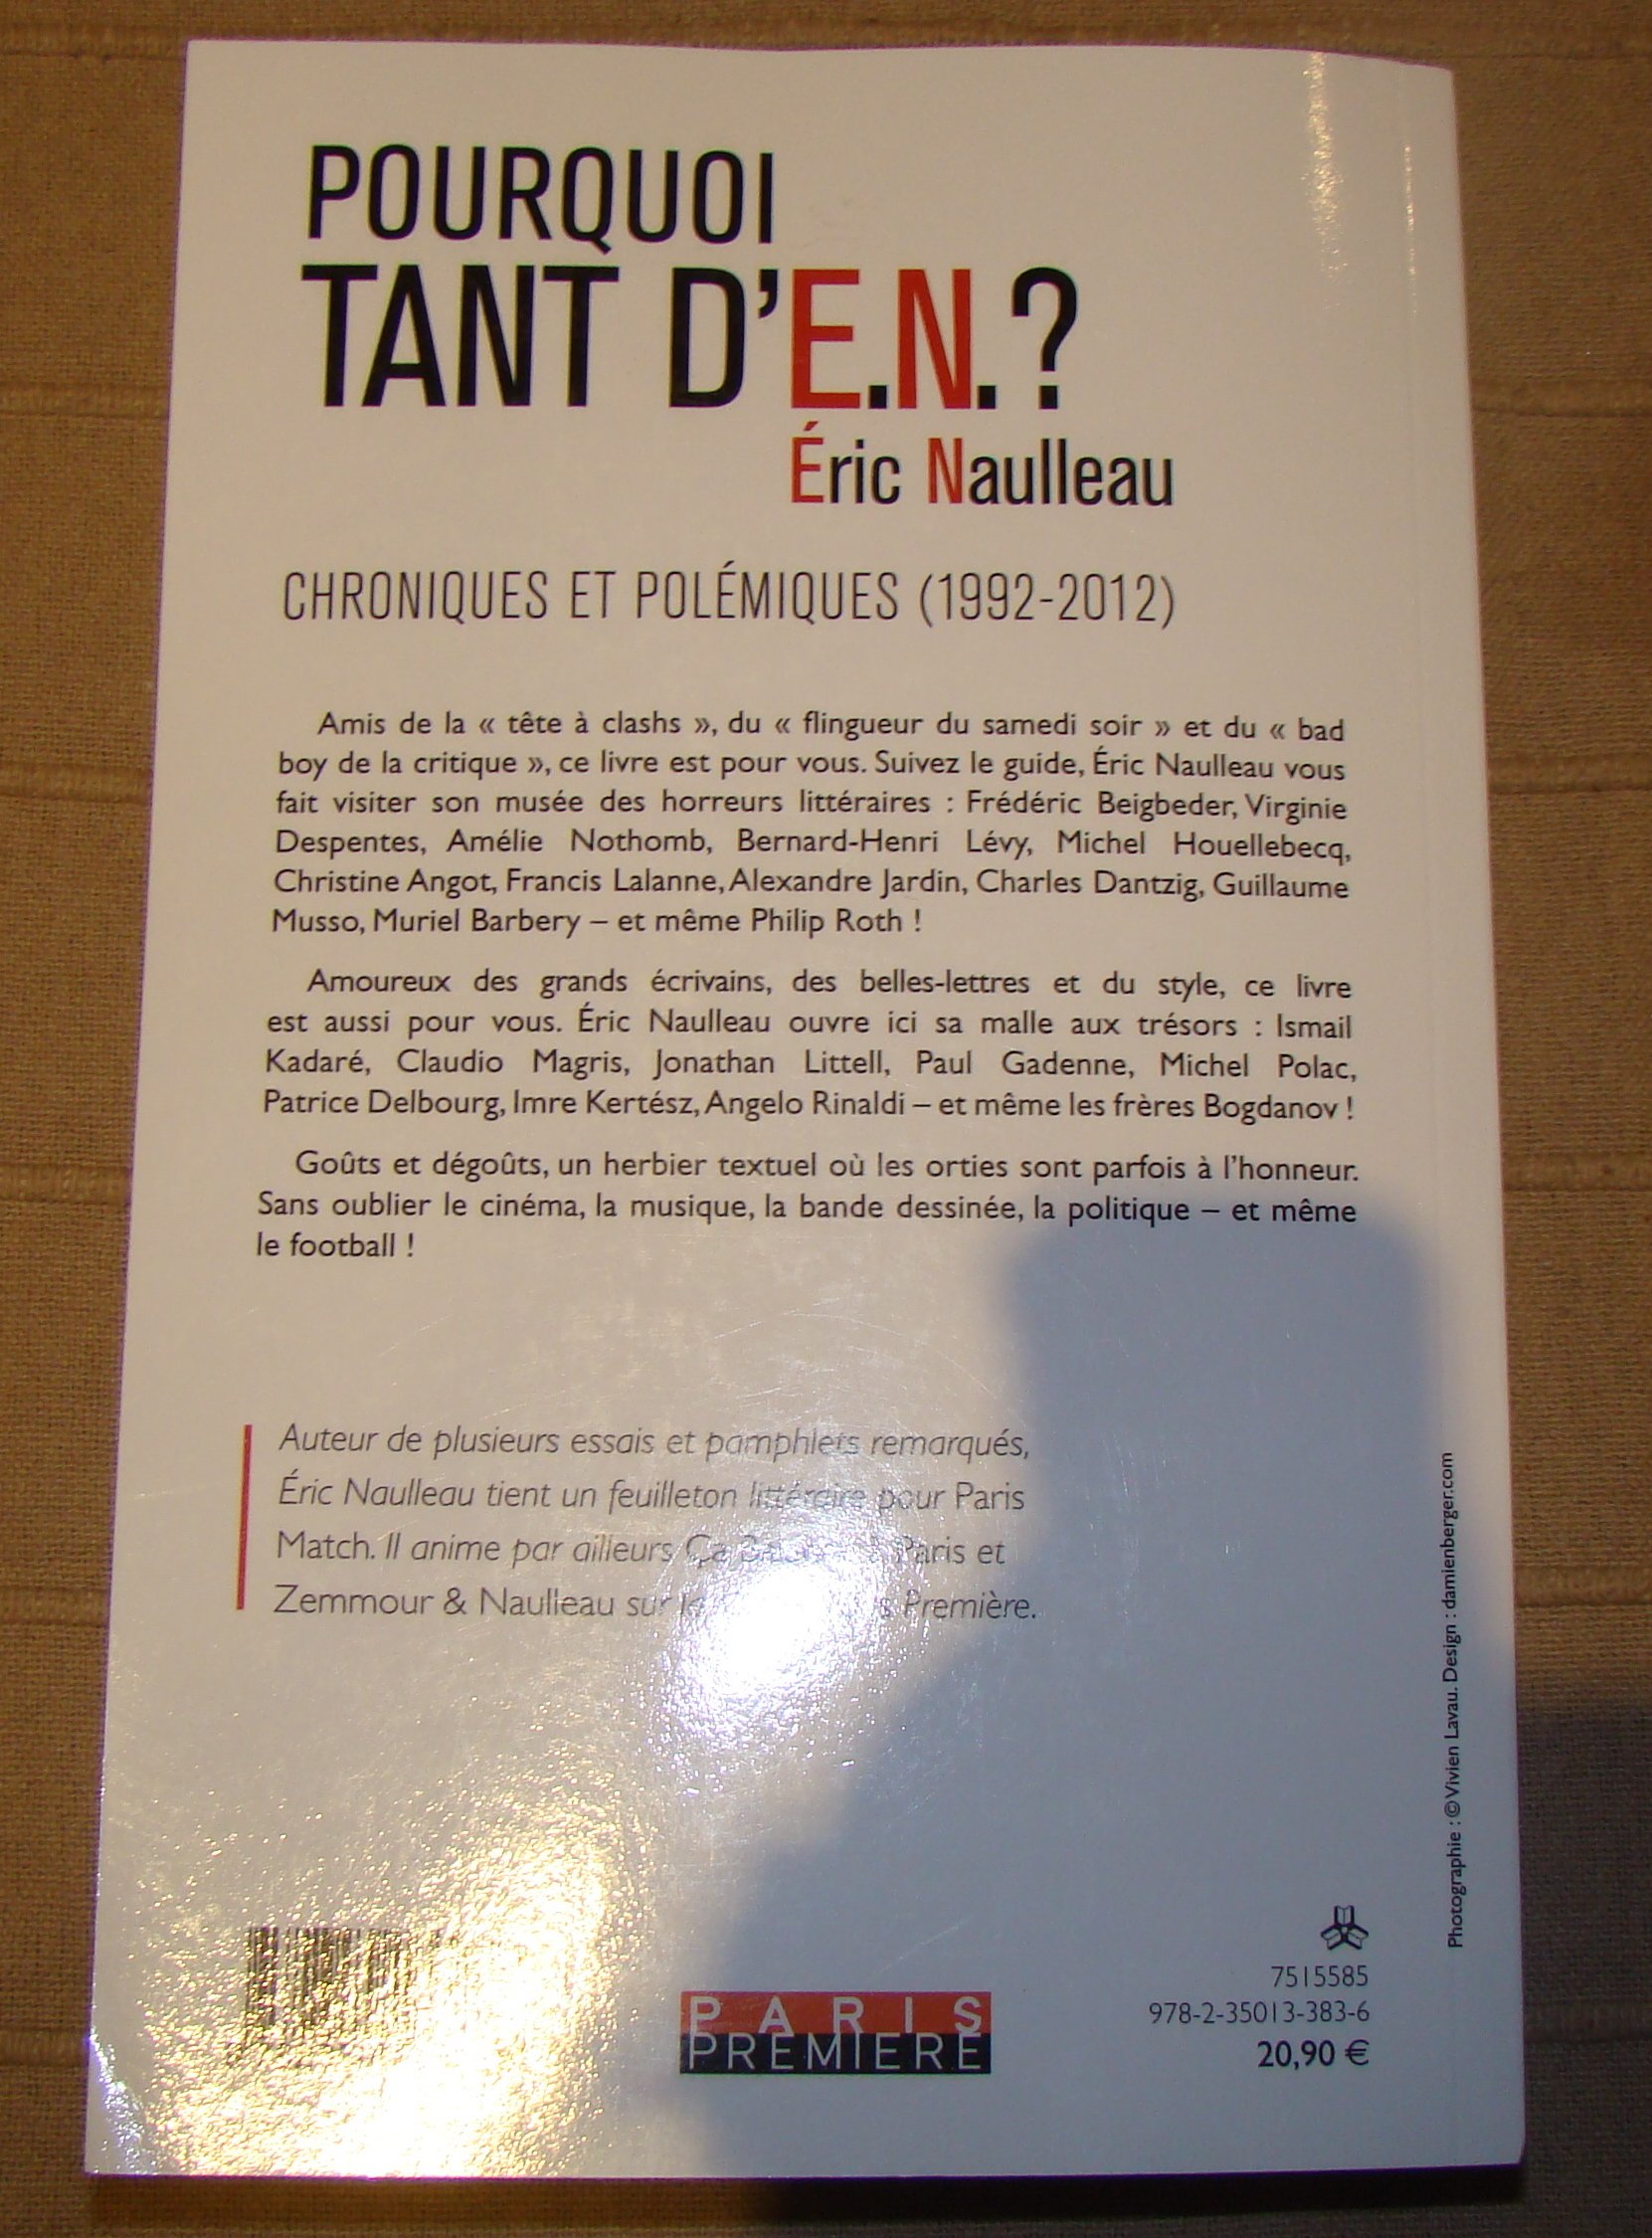 POURQUOI
TANT D'E.N.?
Éric Naulleau
CHRONIQUES ET POLÉMIQUES (1992-2012)
Amis de la « tête à clashs », du « flingueur du samedi soir » et du « bad
boy de la critique », ce livre est pour vous. Suivez le guide, Éric Naulleau vous
fait visiter son musée des horreurs littéraires : Frédéric Beigbeder, Virginie
Despentes, Amélie Nothomb, Bernard-Henri Lévy, Michel Houellebecq,
Christine Angot, Francis Lalanne, Alexandre Jardin, Charles Dantzig, Guillaume
Musso, Muriel Barbery – et même Philip Roth !
Amoureux des grands écrivains, des belles-lettres et du style, ce livre
est aussi pour vous. Éric Naulleau ouvre ici sa malle aux trésors : Ismail
Kadaré, Claudio Magris, Jonathan Littell, Paul Gadenne, Michel Polac,
Patrice Delbourg, Imre Kertész, Angelo Rinaldi – et même les frères Bogdanov !
Goûts et dégoûts, un herbier textuel où les orties sont parfois à l'honneur.
Sans oublier le cinéma, la musique, la bande dessinée, la politique – et même
le football !
Auteur de plusieurs essais et pamphlets remarqués,
Éric Naulleau tient un feuilleton littéraire pour Paris
Match. Il anime par ailleurs Ça Paris et
Zemmour & Naulleau sur Première.
PARIS
PREMIERE
7515585
978-2-35013-383-6
20,90 €
Photographie : © Vivien Lavau. Design : damienberger.com